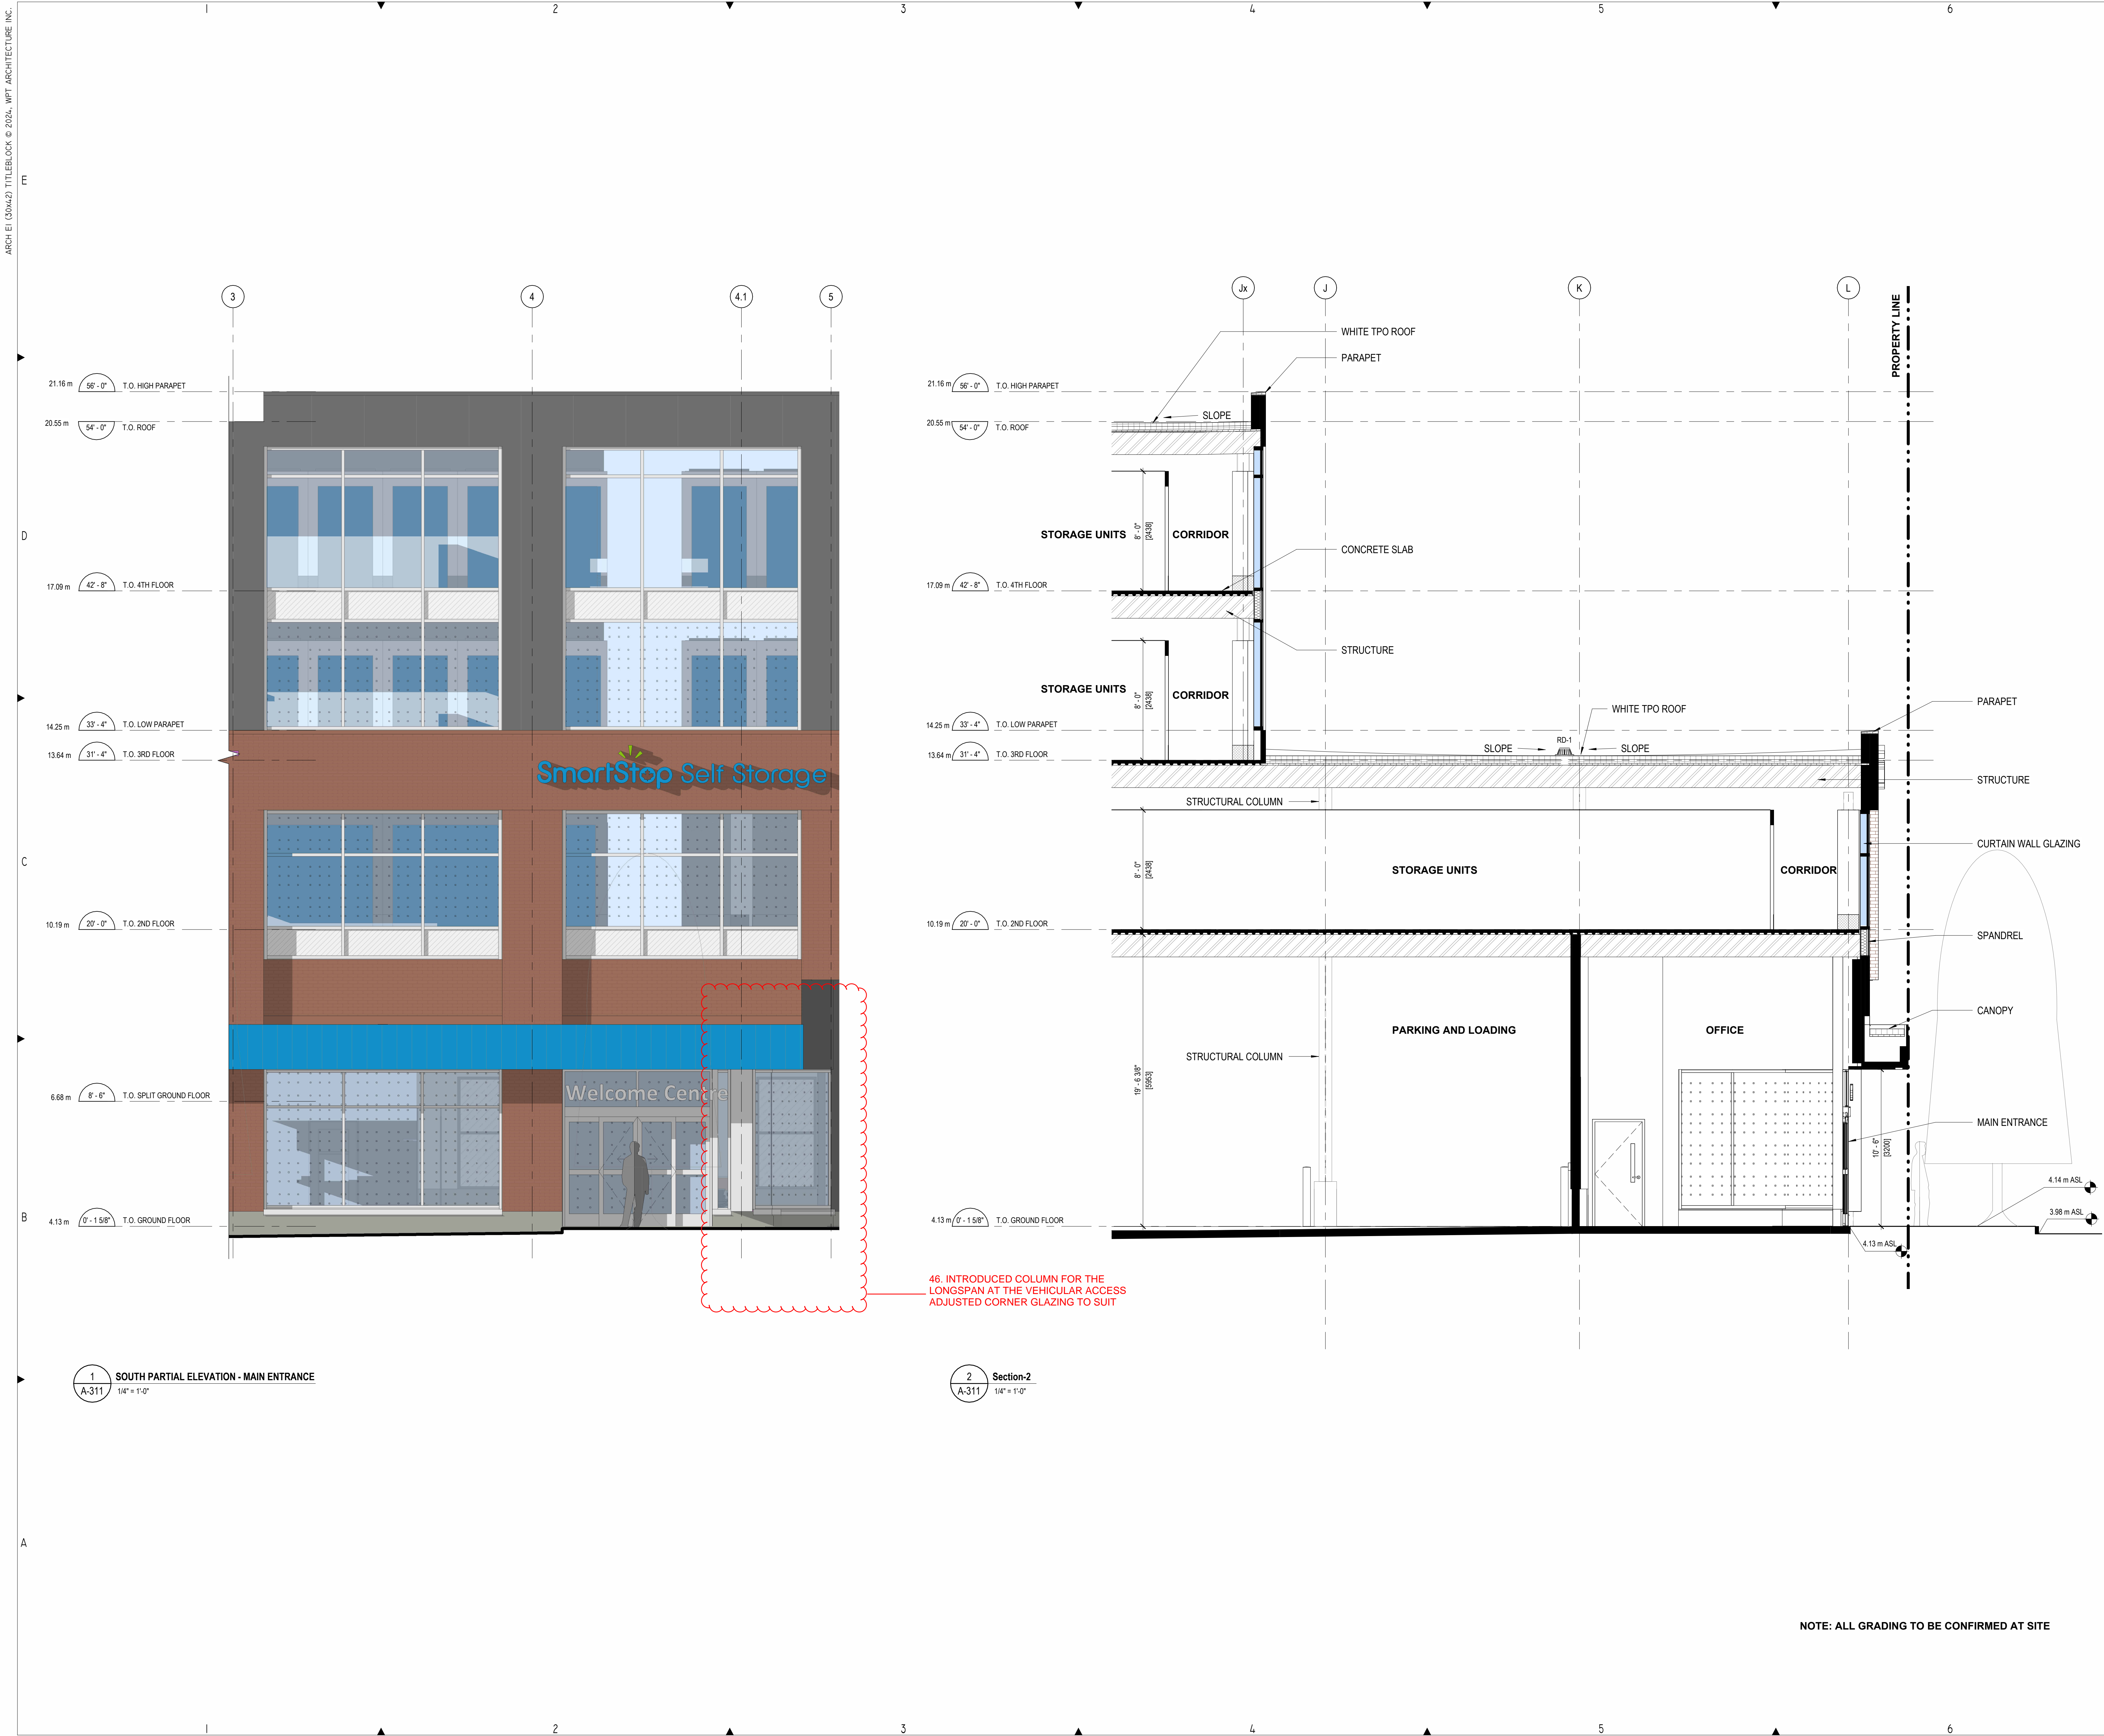 ARCH E1 (30x42) TITLEBLOCK © 2024, WPT ARCHITECTURE INC.
1 2 3 4 5 6
E
D
C
B
A
3 4 4.1 5
21.16 m 56' - 0" T.O. HIGH PARAPET
20.55 m 54' - 0" T.O. ROOF
17.09 m 42' - 8" T.O. 4TH FLOOR
14.25 m 33' - 4" T.O. LOW PARAPET
13.64 m 31' - 4" T.O. 3RD FLOOR
SmartStop Self Storage
10.19 m 20' - 0" T.O. 2ND FLOOR
6.68 m 8' - 6" T.O. SPLIT GROUND FLOOR
Welcome Centre
4.13 m 0' - 1 5/8" T.O. GROUND FLOOR
46. INTRODUCED COLUMN FOR THE
LONGSPAN AT THE VEHICULAR ACCESS
ADJUSTED CORNER GLAZING TO SUIT
1
A-311
SOUTH PARTIAL ELEVATION - MAIN ENTRANCE
1/4" = 1'-0"
Jx J K L
PROPERTY LINE
WHITE TPO ROOF
PARAPET
21.16 m 56' - 0" T.O. HIGH PARAPET
SLOPE
20.55 m 54' - 0" T.O. ROOF
STORAGE UNITS
8' - 0"
[2438]
CORRIDOR
CONCRETE SLAB
17.09 m 42' - 8" T.O. 4TH FLOOR
STRUCTURE
STORAGE UNITS
8' - 0"
[2438]
CORRIDOR
PARAPET
WHITE TPO ROOF
14.25 m 33' - 4" T.O. LOW PARAPET
RD-1
SLOPE
SLOPE
13.64 m 31' - 4" T.O. 3RD FLOOR
STRUCTURE
STRUCTURAL COLUMN
CURTAIN WALL GLAZING
8' - 0"
[2438]
STORAGE UNITS
CORRIDOR
10.19 m 20' - 0" T.O. 2ND FLOOR
SPANDREL
CANOPY
PARKING AND LOADING
OFFICE
STRUCTURAL COLUMN
19' - 6 3/8"
[5953]
MAIN ENTRANCE
10' - 6"
[3200]
4.14 m ASL
3.98 m ASL
4.13 m 0' - 1 5/8" T.O. GROUND FLOOR
4.13 m ASL
2
A-311
Section-2
1/4" = 1'-0"
NOTE: ALL GRADING TO BE CONFIRMED AT SITE
1 2 3 4 5 6